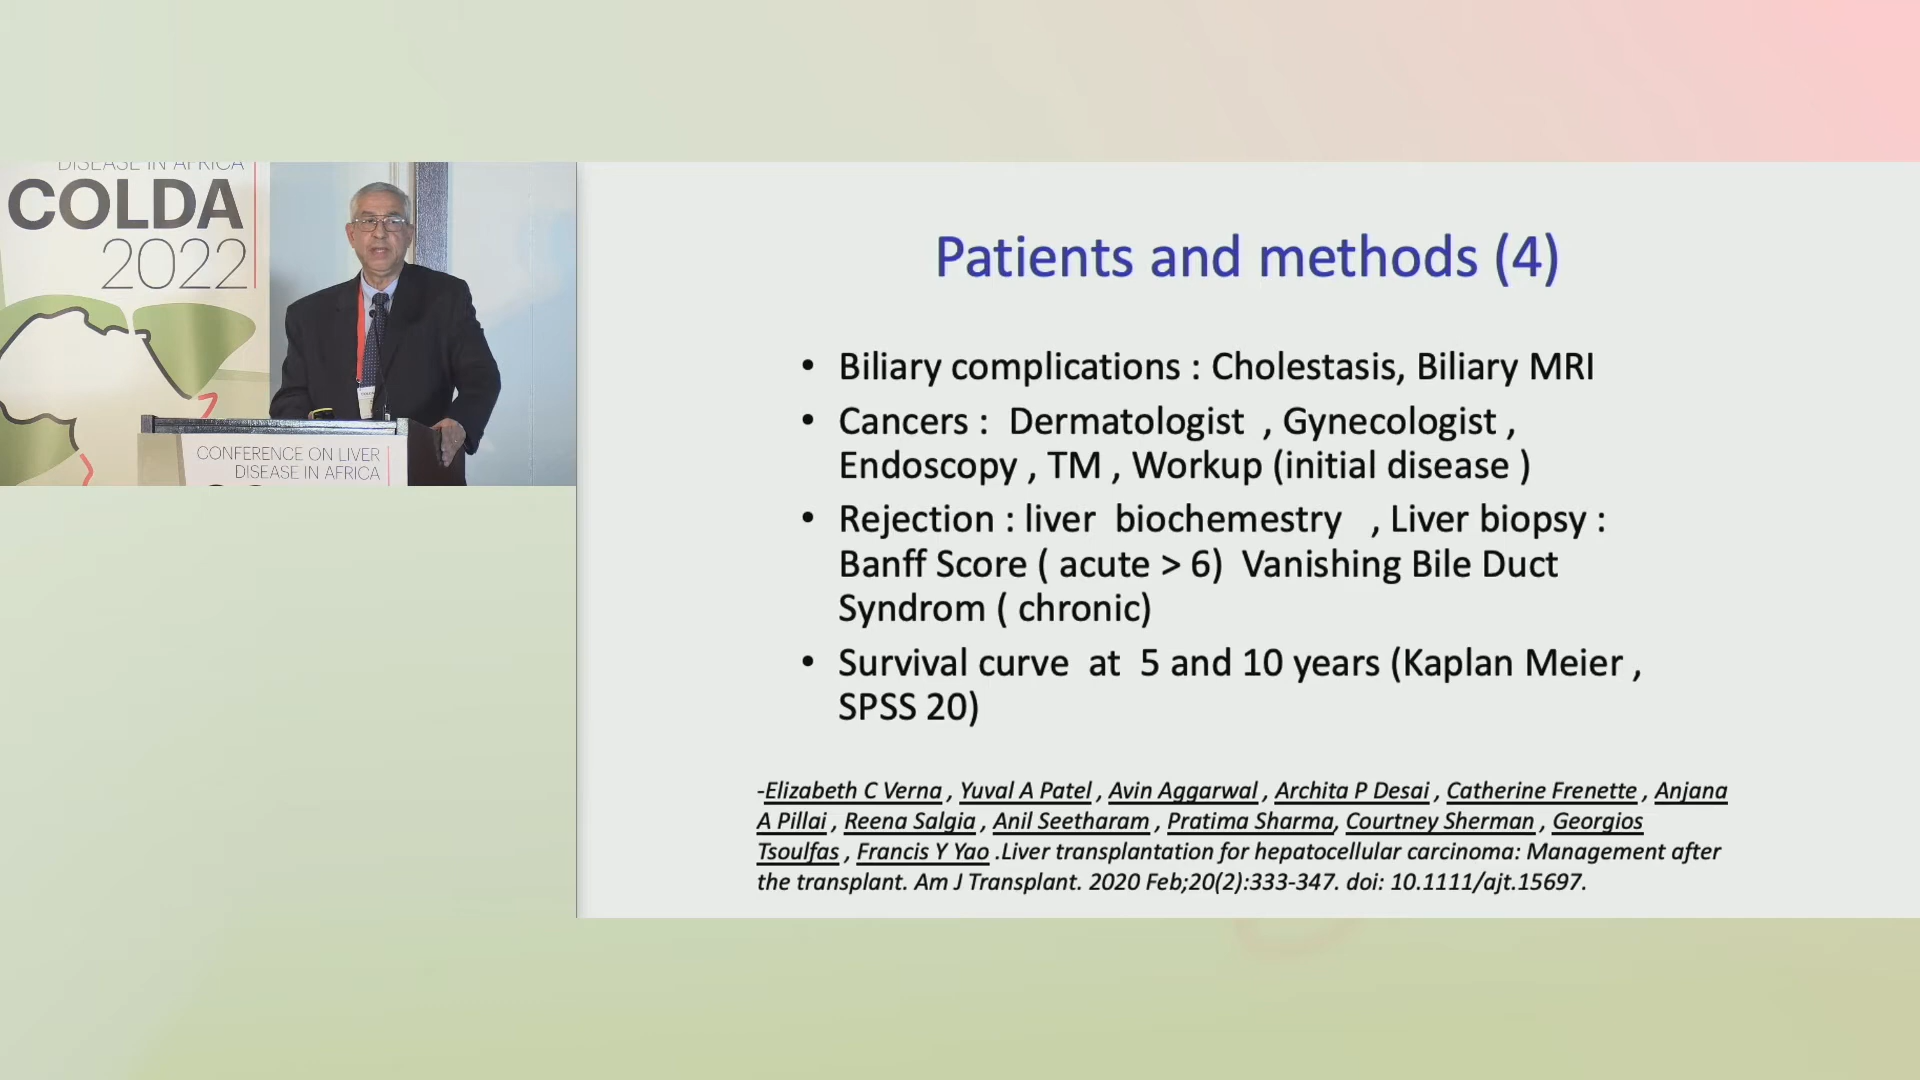 DISEASE IN AFRICA
COLDA
2022
CONFERENCE ON LIVER
DISEASE IN AFRICA
Patients and methods (4)
• Biliary complications : Cholestasis, Biliary MRI
• Cancers : Dermatologist , Gynecologist ,
Endoscopy , TM , Workup (initial disease )
• Rejection : liver biochemestry , Liver biopsy :
Banff Score ( acute > 6) Vanishing Bile Duct
Syndrom ( chronic)
• Survival curve at 5 and 10 years (Kaplan Meier ,
SPSS 20)
-Elizabeth C Verna , Yuval A Patel , Avin Aggarwal , Archita P Desai , Catherine Frenette , Anjana
A Pillai , Reena Salgia , Anil Seetharam , Pratima Sharma, Courtney Sherman , Georgios
Tsoulfas , Francis Y Yao .Liver transplantation for hepatocellular carcinoma: Management after
the transplant. Am J Transplant. 2020 Feb;20(2):333-347. doi: 10.1111/ajt.15697.